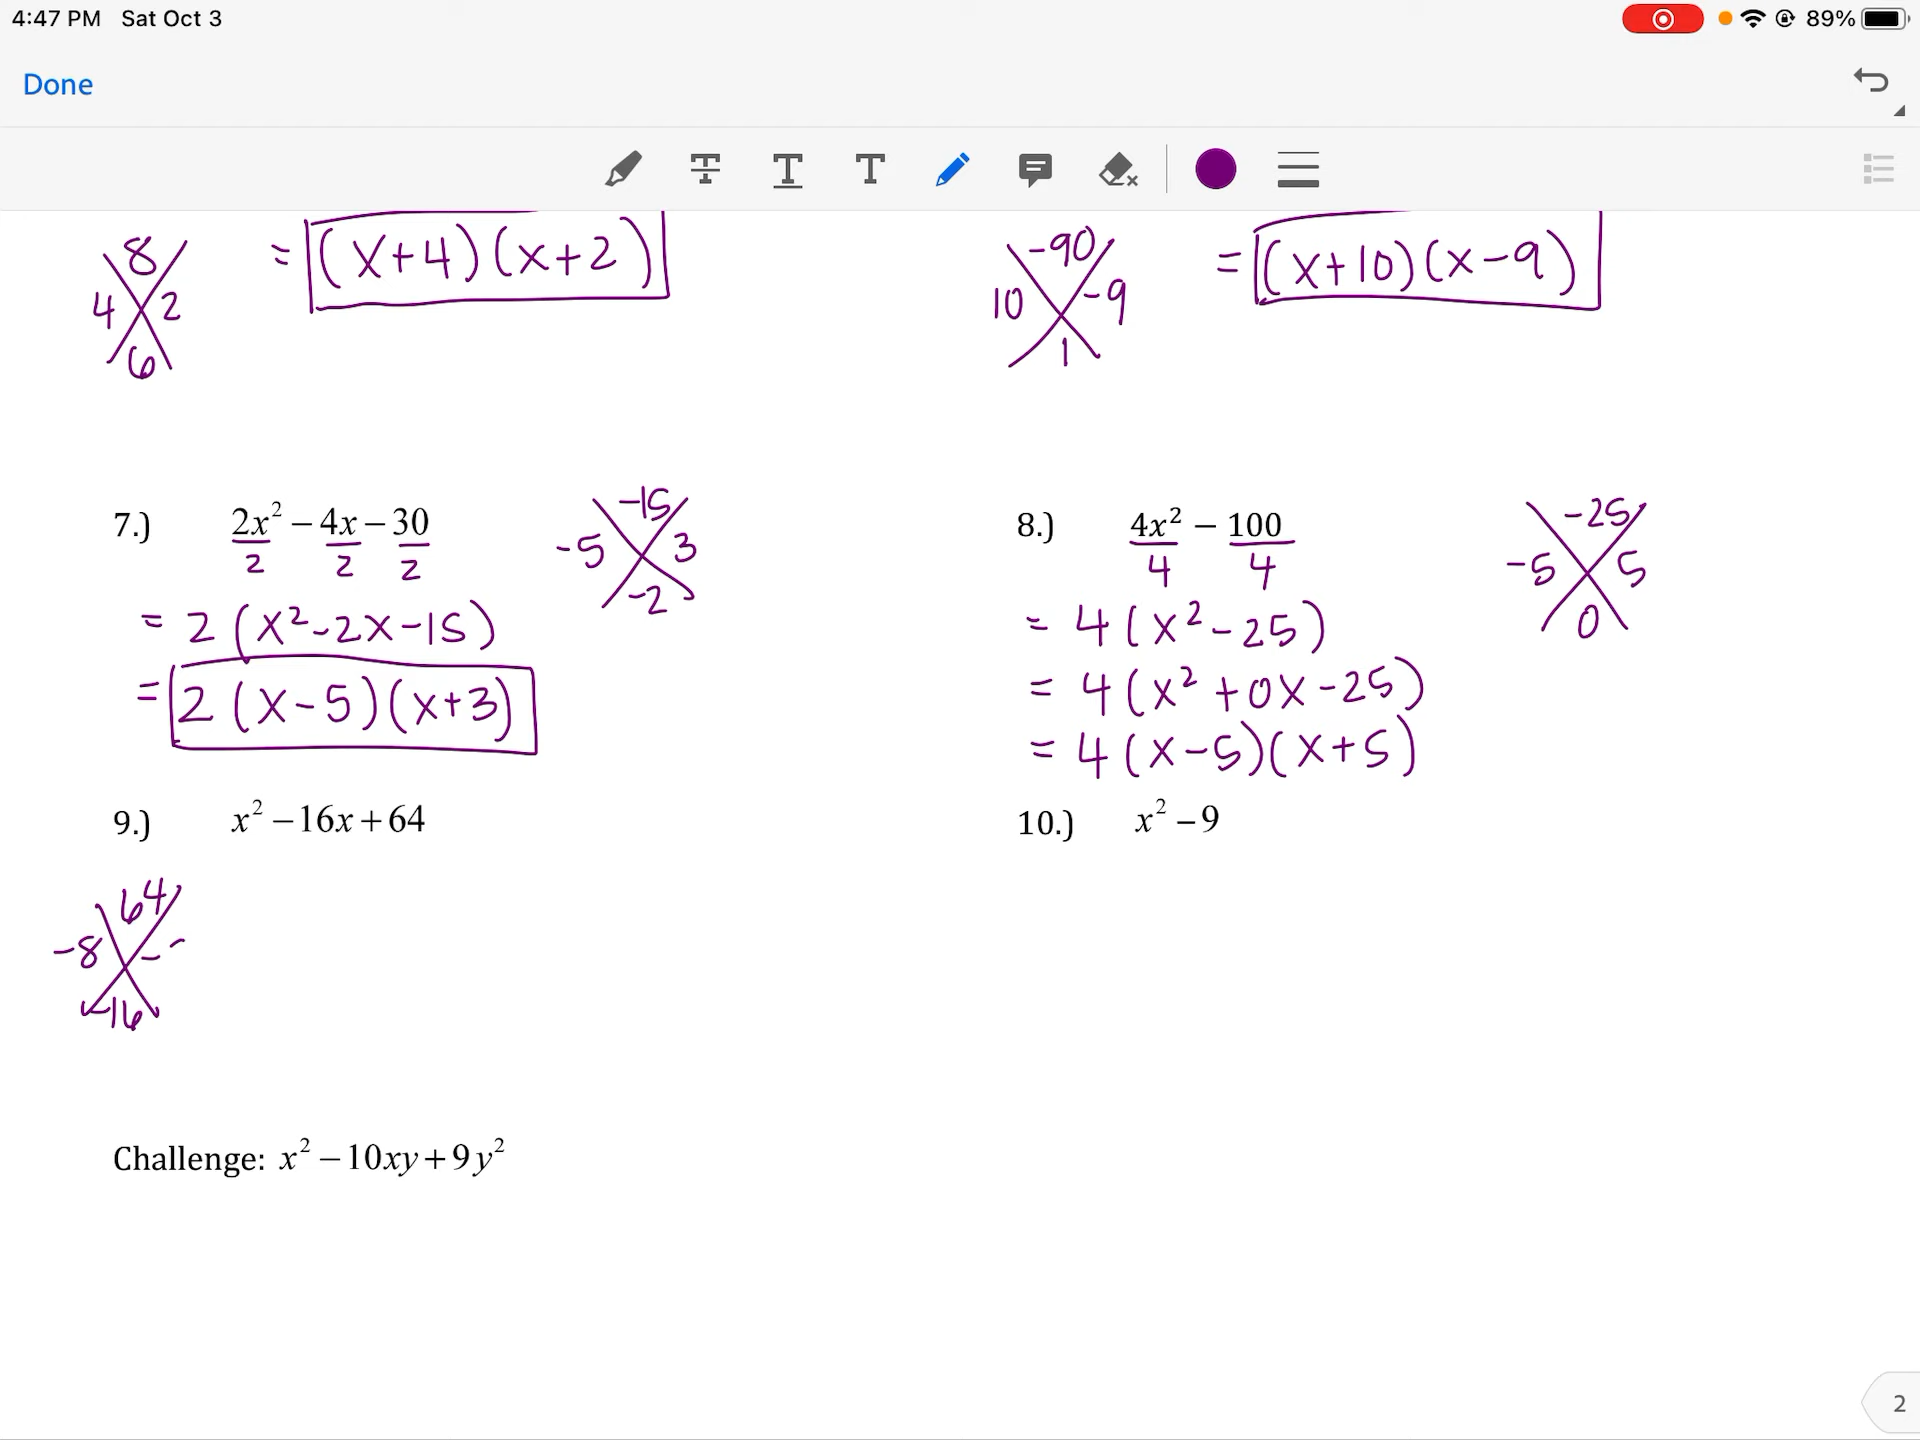 4:47 PM Sat Oct 3
89%
Done
8
4 2
6
= (x+4)(x+2)
-90
10 -9
1
= (x+10)(x-9)
7.) 2x² − 4x − 30
2 2 2
-15
-5 3
-2
= 2(x²-2x-15)
= 2(x-5)(x+3)
8.) 4x² − 100
4 4
-25
-5 5
0
= 4(x²-25)
= 4(x²+0x-25)
= 4(x-5)(x+5)
9.) x² − 16x + 64
64
-8 -
-16
10.) x² − 9
Challenge: x² − 10xy + 9y²
2